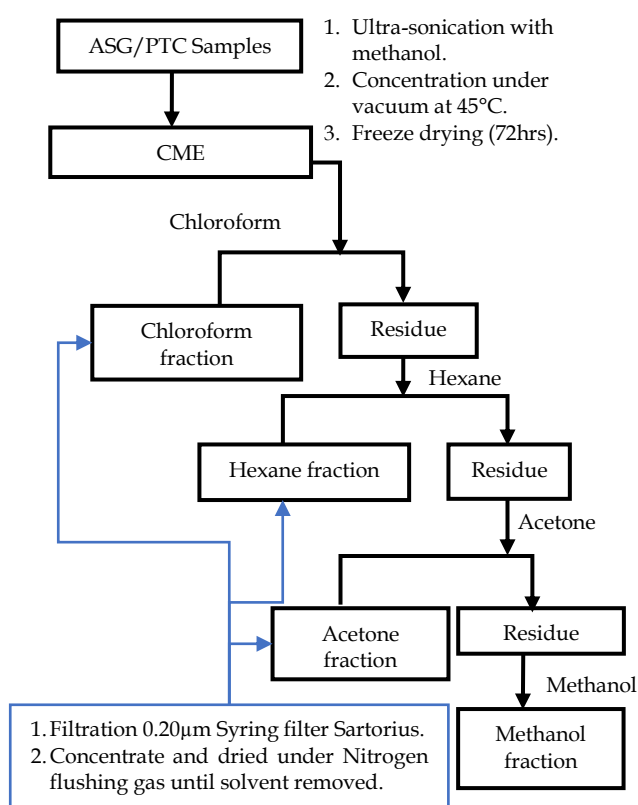 ASG/PTC Samples
1. Ultra-sonication with
methanol.
2. Concentration under
vacuum at 45°C.
3. Freeze drying (72hrs).
CME
Chloroform
Chloroform
fraction
Residue
Hexane
Hexane fraction
Residue
Acetone
Acetone
fraction
Residue
Methanol
Methanol
fraction
1. Filtration 0.20µm Syring filter Sartorius.
2. Concentrate and dried under Nitrogen
flushing gas until solvent removed.